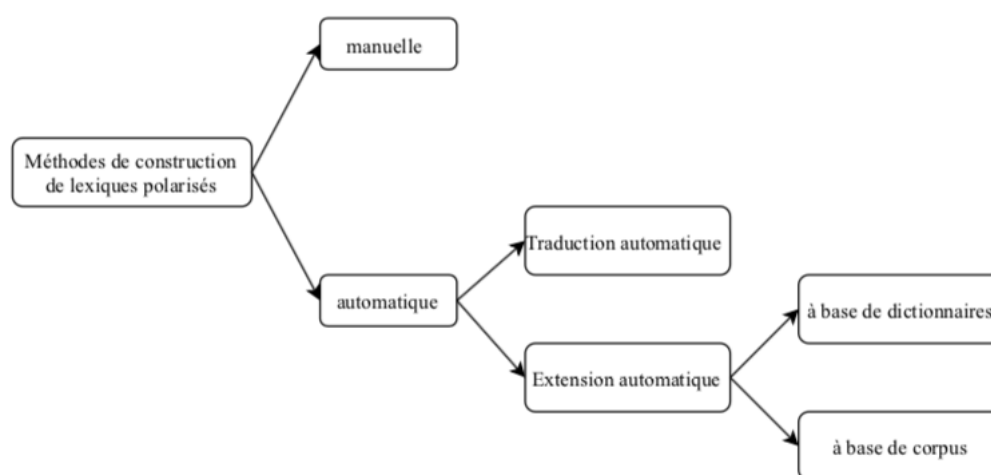 manuelle
Méthodes de construction
de lexiques polarisés
automatique
Traduction automatique
Extension automatique
à base de dictionnaires
à base de corpus